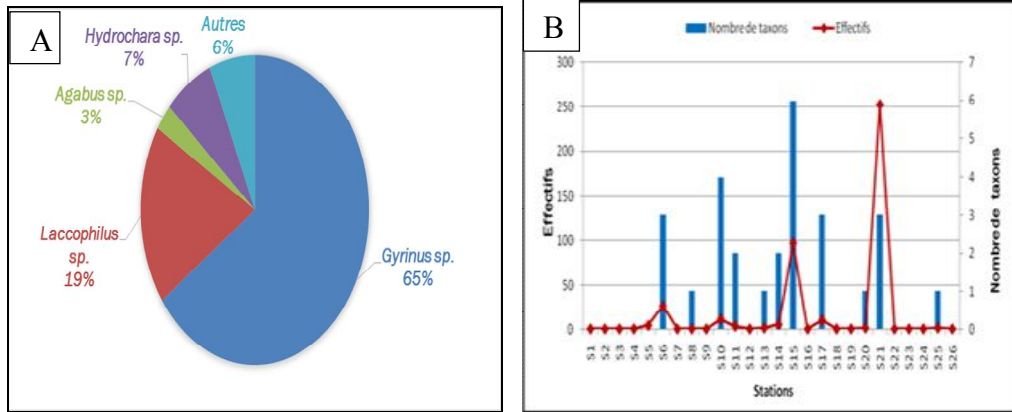 A
Autres
6%
Hydrochara sp.
7%
Agabus sp.
3%
Laccophilus
sp.
19%
Gyrinus sp.
65%
B
Nombre de taxons
Effectifs
300
250
200
150
100
50
0
Effectifs
7
6
5
4
3
2
1
0
Nombre de taxons
S1 S2 S3 S4 S5 S6 S7 S8 S9 S10 S11 S12 S13 S14 S15 S16 S17 S18 S19 S20 S21 S22 S23 S24 S25 S26
Stations